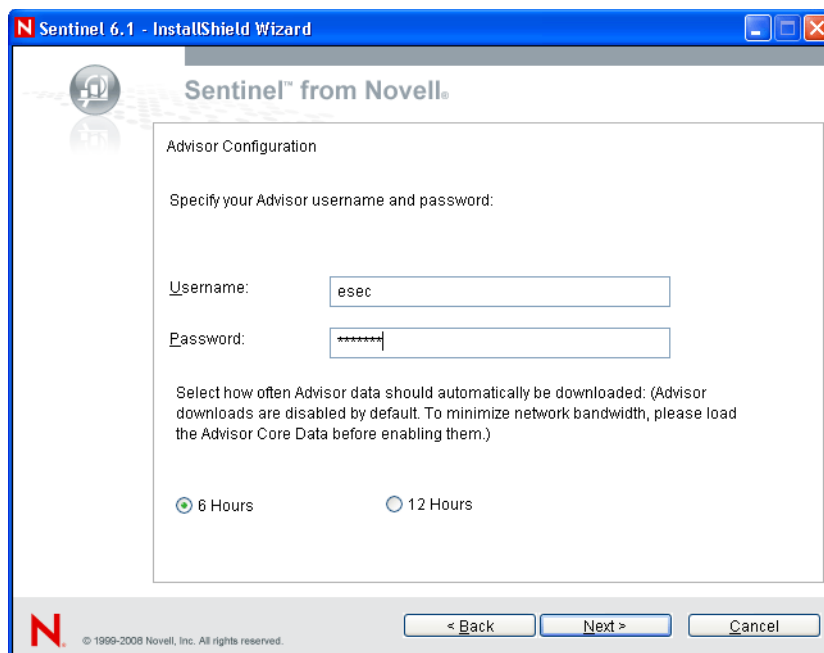 N Sentinel 6.1 - InstallShield Wizard
Sentinel™ from Novell®
Advisor Configuration
Specify your Advisor username and password:
Username:
esec
Password:
*******
Select how often Advisor data should automatically be downloaded: (Advisor
downloads are disabled by default. To minimize network bandwidth, please load
the Advisor Core Data before enabling them.)
6 Hours
12 Hours
N® © 1999-2008 Novell, Inc. All rights reserved.
< Back
Next >
Cancel